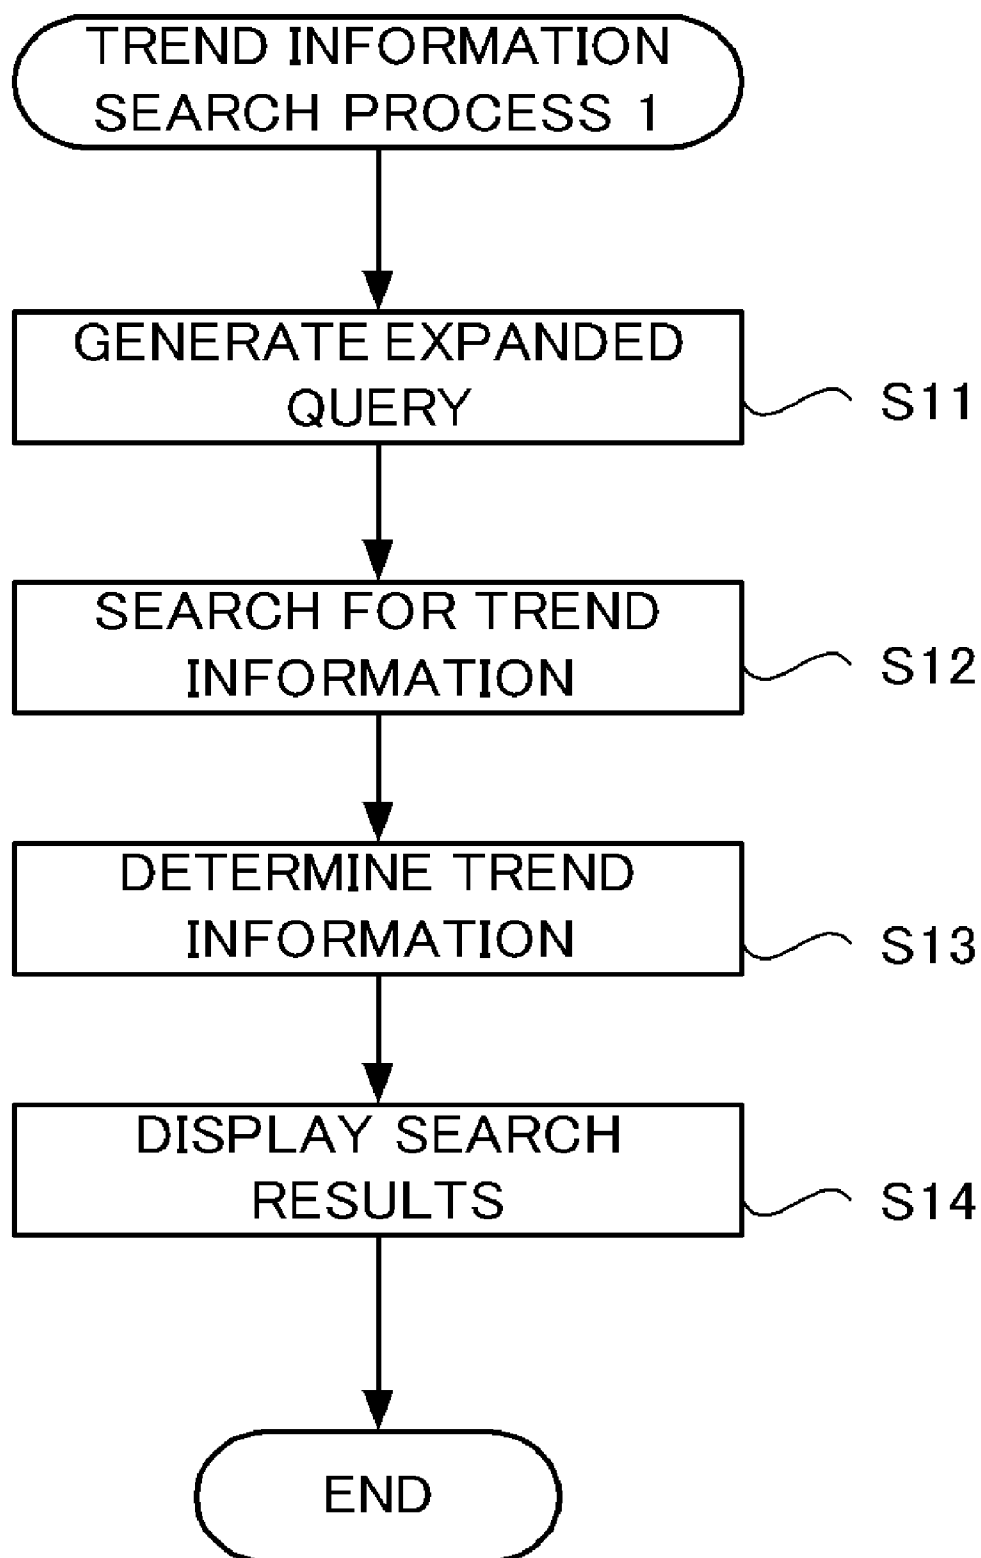 TREND INFORMATION
SEARCH PROCESS 1
GENERATE EXPANDED
QUERY
S11
SEARCH FOR TREND
INFORMATION
S12
DETERMINE TREND
INFORMATION
S13
DISPLAY SEARCH
RESULTS
S14
END